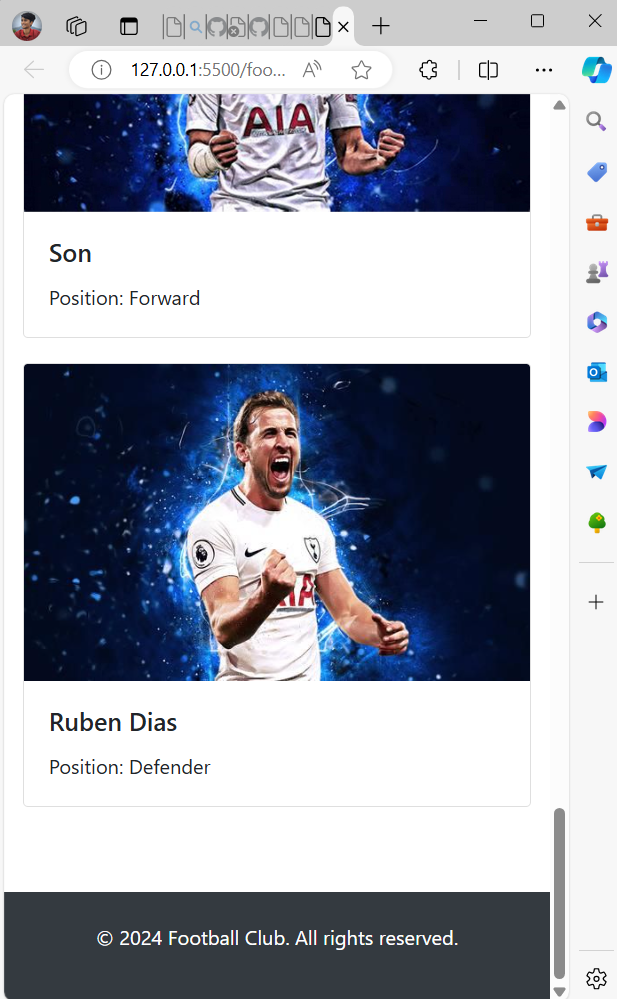 127.0.0.1:5500/foo...
AIA
Son
Position: Forward
AIA
Ruben Dias
Position: Defender
© 2024 Football Club. All rights reserved.